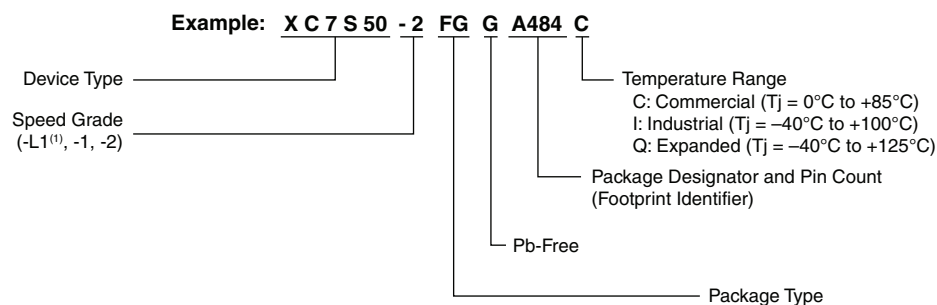 Example: X C 7 S 50 - 2 FG G A484 C
Device Type
Temperature Range
C: Commercial (Tj = 0°C to +85°C)
I: Industrial (Tj = –40°C to +100°C)
Q: Expanded (Tj = –40°C to +125°C)
Speed Grade
(-L1(1), -1, -2)
Package Designator and Pin Count
(Footprint Identifier)
Pb-Free
Package Type